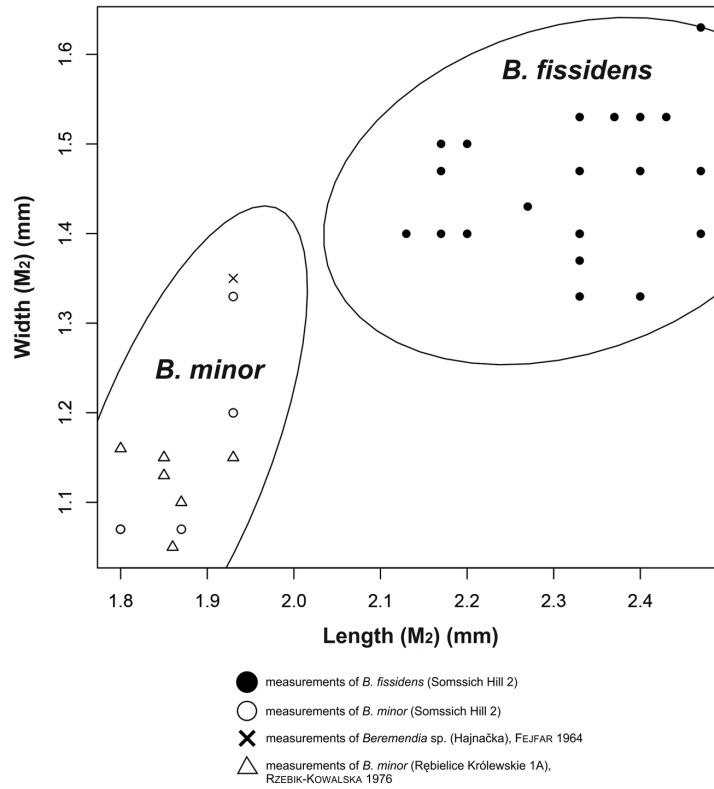 B. fissidens
B. minor
Width (M2) (mm)
1.6
1.5
1.4
1.3
1.2
1.1
1.8 1.9 2.0 2.1 2.2 2.3 2.4
Length (M2) (mm)
measurements of B. fissidens (Somssich Hill 2)
measurements of B. minor (Somssich Hill 2)
measurements of Beremendia sp. (Hajnačka), FEJFAR 1964
measurements of B. minor (Rębielice Królewskie 1A),
RZEBIK-KOWALSKA 1976